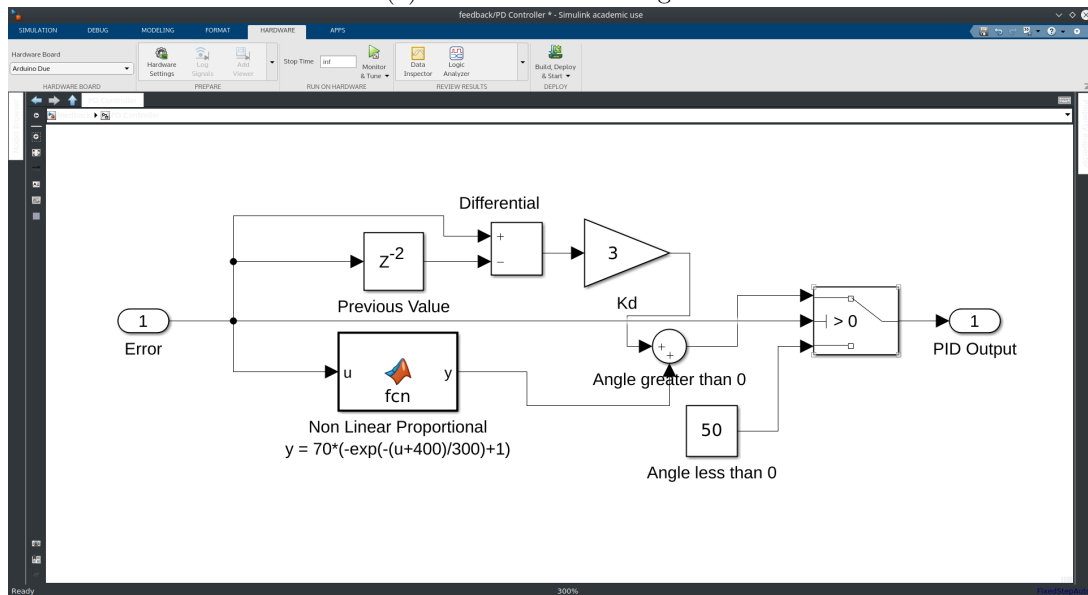 feedback/PD Controller * - Simulink academic use
SIMULATION DEBUG MODELING FORMAT HARDWARE APPS
Hardware Board
Arduino Due
Hardware Settings
Log Signals
Add Viewer
Stop Time inf
Monitor & Tune
Data Inspector
Logic Analyzer
Build, Deploy & Start
HARDWARE BOARD PREPARE RUN ON HARDWARE REVIEW RESULTS DEPLOY
Differential
+
−
Z-2
3
Previous Value
Kd
1
Error
> 0
1
PID Output
+
+
u
y
fcn
Angle greater than 0
Non Linear Proportional
y = 70*(-exp(-(u+400)/300)+1)
50
Angle less than 0
Ready
300%